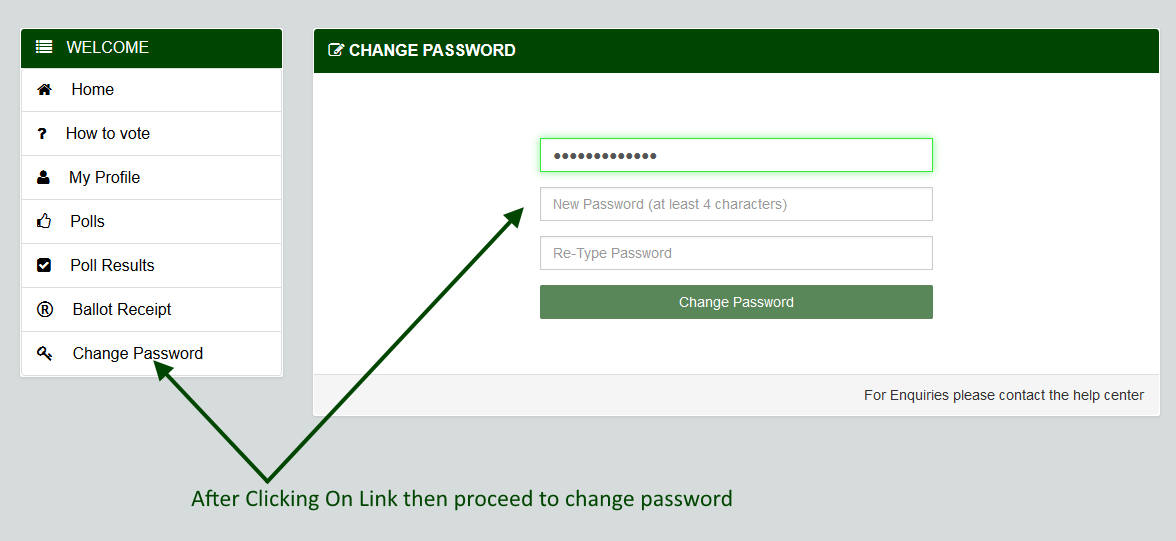 WELCOME
Home
? How to vote
My Profile
Polls
Poll Results
® Ballot Receipt
Change Password
CHANGE PASSWORD
•••••••••••••
New Password (at least 4 characters)
Re-Type Password
Change Password
For Enquiries please contact the help center
After Clicking On Link then proceed to change password